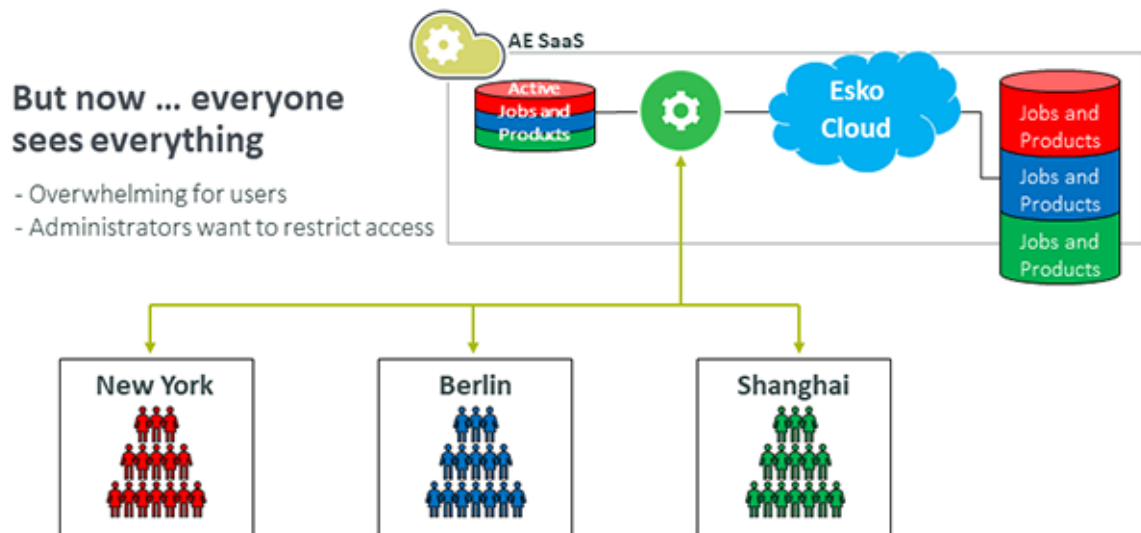 AE SaaS
But now ... everyone
sees everything
- Overwhelming for users
- Administrators want to restrict access
Active
Jobs and
Products
Esko
Cloud
Jobs and
Products
Jobs and
Products
Jobs and
Products
New York
Berlin
Shanghai